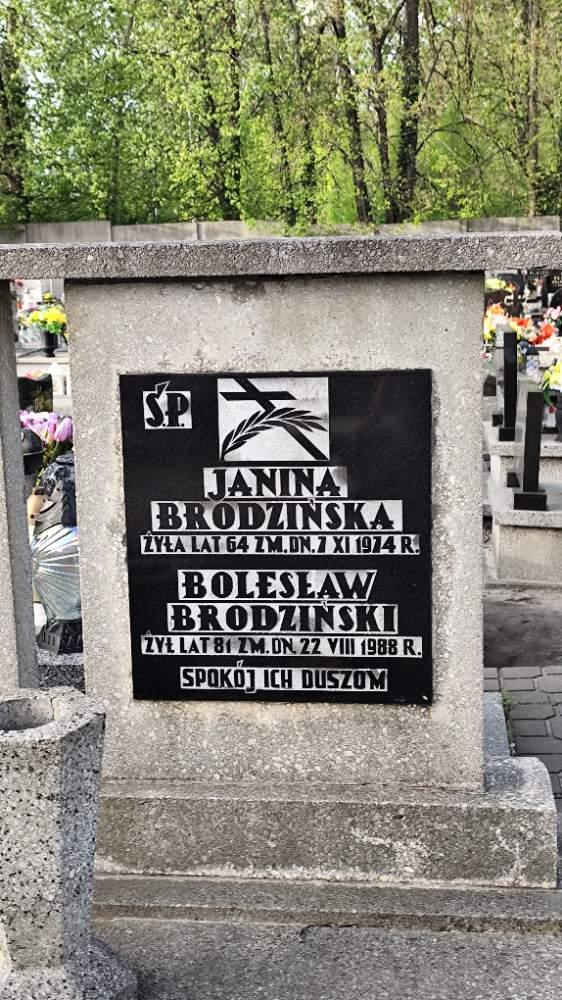 Ś.P.
JANINA
BRODZIŃSKA
ŻYŁA LAT 64 ZM. DN. 7 XI 1974 R.
BOLESŁAW
BRODZIŃSKI
ŻYŁ LAT 81 ZM. DN. 22 VIII 1988 R.
SPOKÓJ ICH DUSZOM